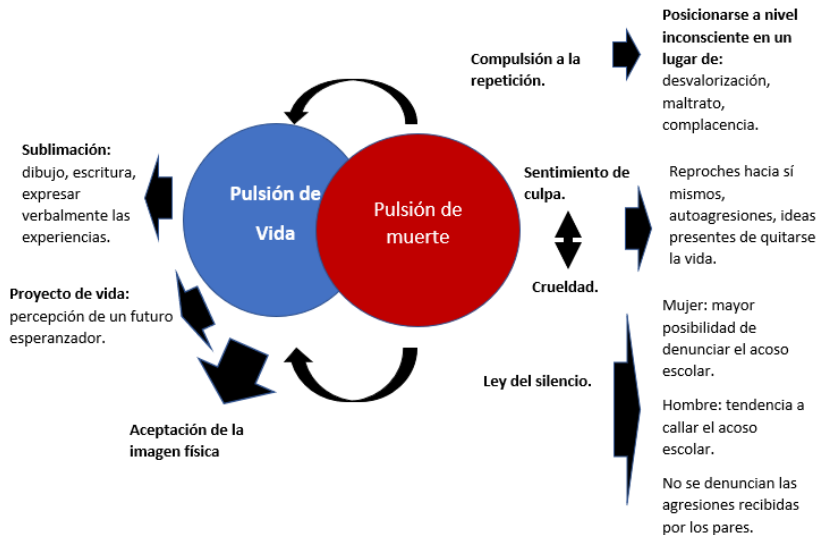 Sublimación:
dibujo, escritura,
expresar
verbalmente las
experiencias.
Proyecto de vida:
percepción de un futuro
esperanzador.
Aceptación de la
imagen física
Pulsión de
Vida
Pulsión de
muerte
Compulsión a la
repetición.
Posicionarse a nivel
inconsciente en un
lugar de:
desvalorización,
maltrato,
complacencia.
Sentimiento de
culpa.
Crueldad.
Reproches hacia sí
mismos,
autoagresiones, ideas
presentes de quitarse
la vida.
Ley del silencio.
Mujer: mayor
posibilidad de
denunciar el acoso
escolar.
Hombre: tendencia a
callar el acoso
escolar.
No se denuncian las
agresiones recibidas
por los pares.